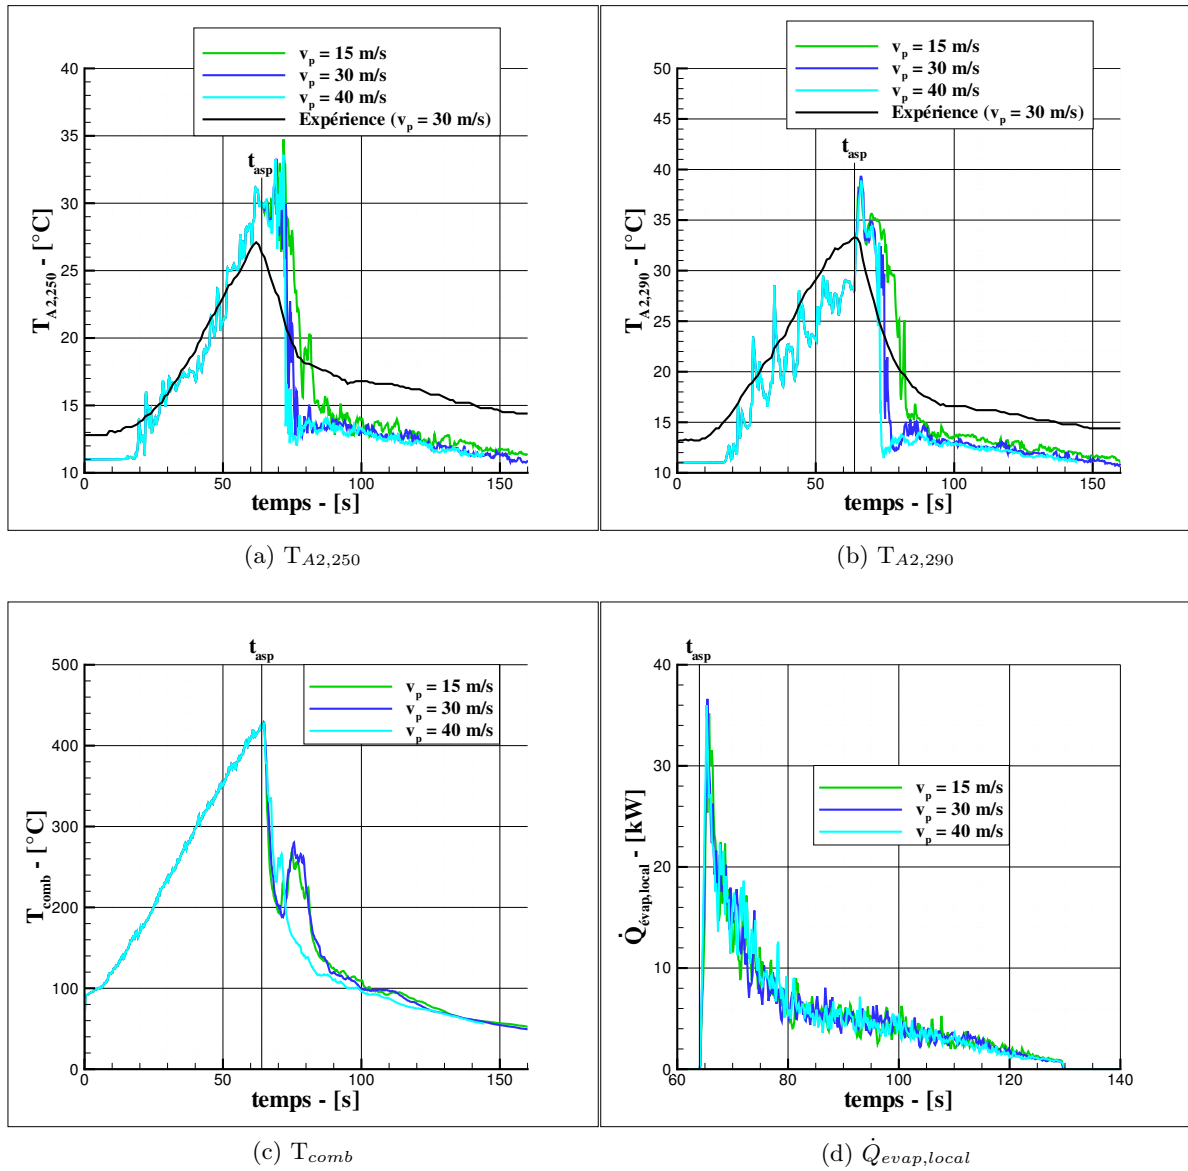 v_p = 15 m/s
v_p = 30 m/s
v_p = 40 m/s
Expérience (v_p = 30 m/s)
t_asp
40
35
30
25
20
15
10
T_A2,250 - [°C]
0 50 100 150
temps - [s]
(a) T_A2,250
v_p = 15 m/s
v_p = 30 m/s
v_p = 40 m/s
Expérience (v_p = 30 m/s)
t_asp
50
45
40
35
30
25
20
15
10
T_A2,290 - [°C]
0 50 100 150
temps - [s]
(b) T_A2,290
t_asp
v_p = 15 m/s
v_p = 30 m/s
v_p = 40 m/s
500
400
300
200
100
0
T_comb - [°C]
0 50 100 150
temps - [s]
(c) T_comb
t_asp
v_p = 15 m/s
v_p = 30 m/s
v_p = 40 m/s
40
30
20
10
0
Q̇_évap,local - [kW]
60 80 100 120 140
temps - [s]
(d) Q̇_evap,local